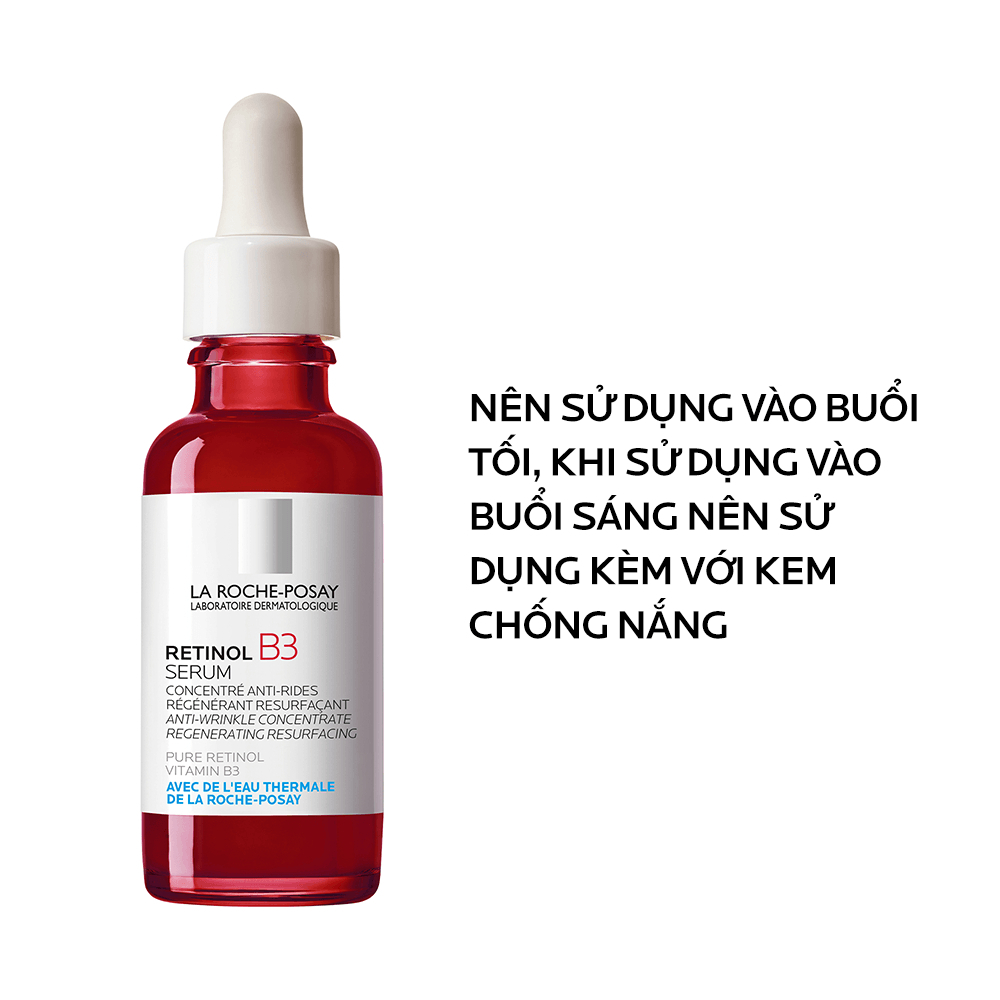 LA ROCHE-POSAY
LABORATOIRE DERMATOLOGIQUE
RETINOL B3
SERUM
CONCENTRÉ ANTI-RIDES
RÉGÉNÉRANT RESURFAÇANT
ANTI-WRINKLE CONCENTRATE
REGENERATING RESURFACING
PURE RETINOL
VITAMIN B3
AVEC DE L'EAU THERMALE
DE LA ROCHE-POSAY
NÊN SỬ DỤNG VÀO BUỔI
TỐI, KHI SỬ DỤNG VÀO
BUỔI SÁNG NÊN SỬ
DỤNG KÈM VỚI KEM
CHỐNG NẮNG